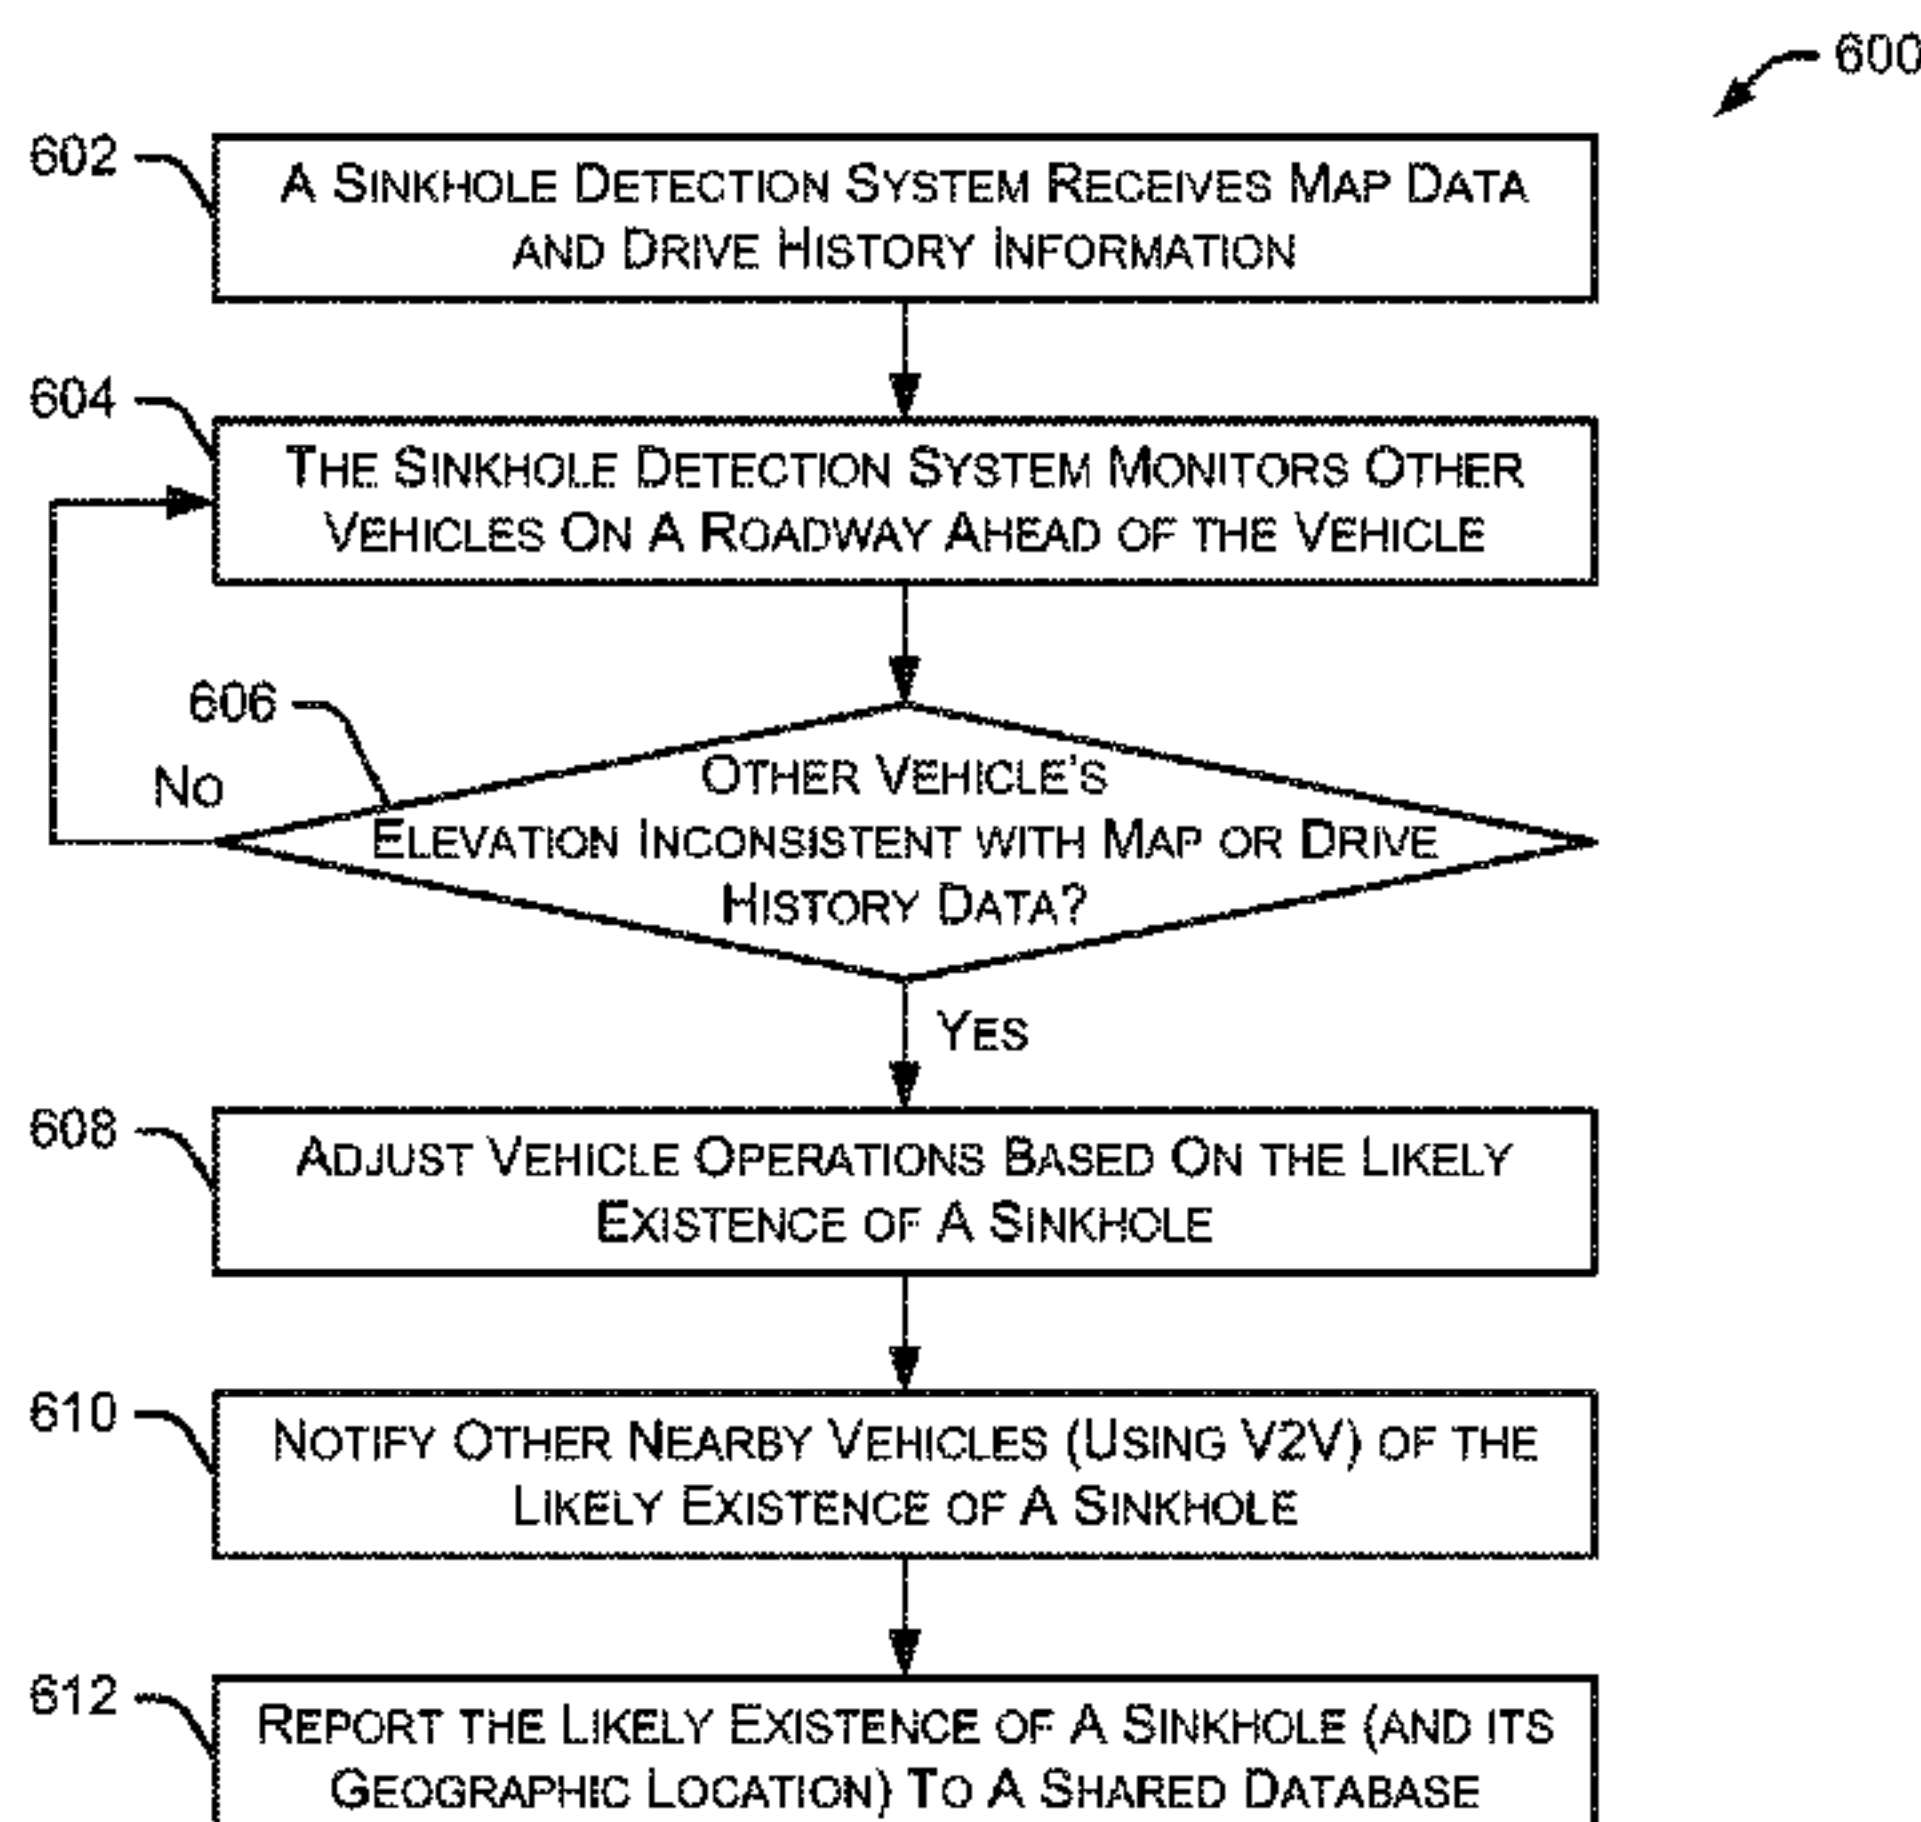 600
602
A SINKHOLE DETECTION SYSTEM RECEIVES MAP DATA
AND DRIVE HISTORY INFORMATION
604
THE SINKHOLE DETECTION SYSTEM MONITORS OTHER
VEHICLES ON A ROADWAY AHEAD OF THE VEHICLE
606
NO
OTHER VEHICLE'S
ELEVATION INCONSISTENT WITH MAP OR DRIVE
HISTORY DATA?
YES
608
ADJUST VEHICLE OPERATIONS BASED ON THE LIKELY
EXISTENCE OF A SINKHOLE
610
NOTIFY OTHER NEARBY VEHICLES (USING V2V) OF THE
LIKELY EXISTENCE OF A SINKHOLE
612
REPORT THE LIKELY EXISTENCE OF A SINKHOLE (AND ITS
GEOGRAPHIC LOCATION) TO A SHARED DATABASE